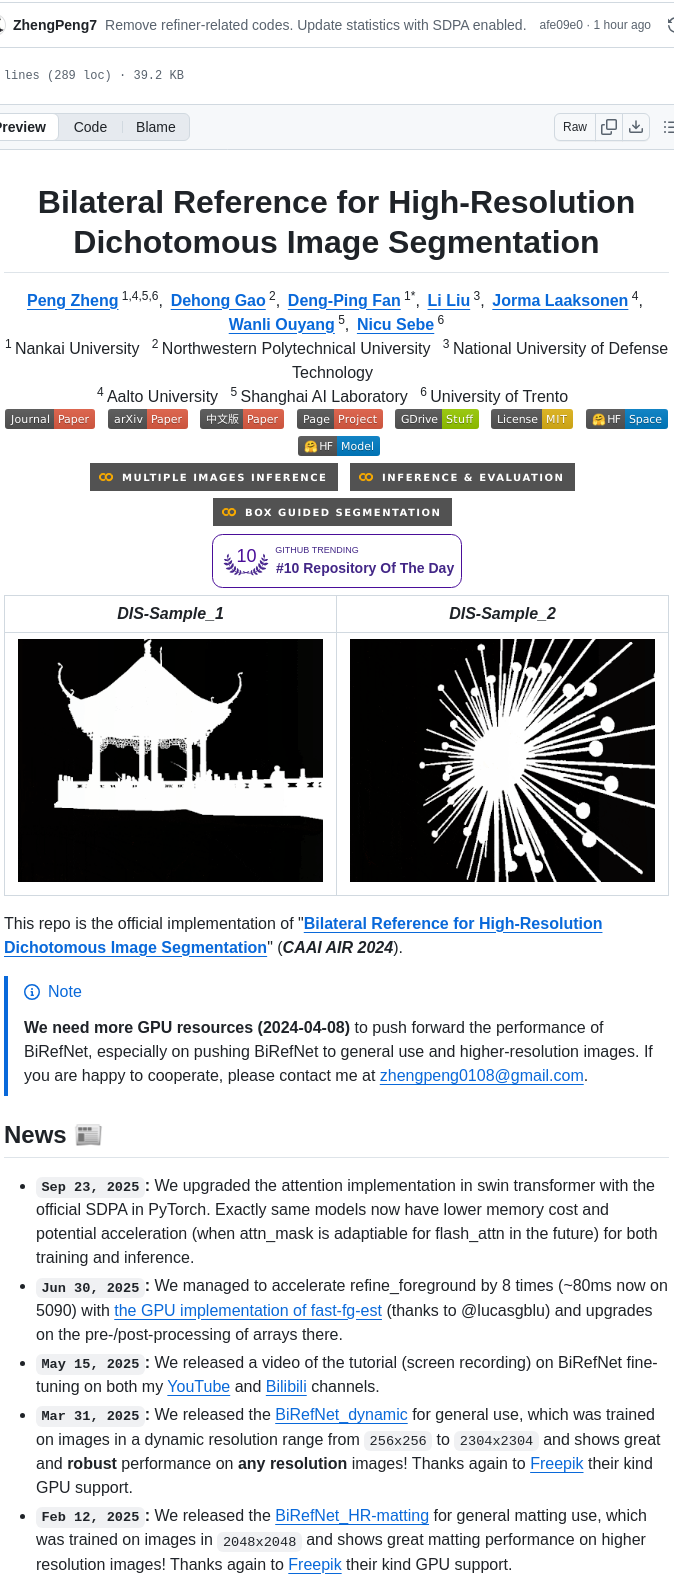 ZhengPeng7 Remove refiner-related codes. Update statistics with SDPA enabled. afe09e0 · 1 hour ago
lines (289 loc) · 39.2 KB
Preview Code Blame Raw
Bilateral Reference for High-Resolution
Dichotomous Image Segmentation
Peng Zheng 1,4,5,6, Dehong Gao 2, Deng-Ping Fan 1*, Li Liu 3, Jorma Laaksonen 4,
Wanli Ouyang 5, Nicu Sebe 6
1 Nankai University 2 Northwestern Polytechnical University 3 National University of Defense
Technology
4 Aalto University 5 Shanghai AI Laboratory 6 University of Trento
Journal Paper arXiv Paper 中文版 Paper Page Project GDrive Stuff License MIT 🤗 HF Space
🤗 HF Model
MULTIPLE IMAGES INFERENCE INFERENCE & EVALUATION
BOX GUIDED SEGMENTATION
10 GITHUB TRENDING
#10 Repository Of The Day
DIS-Sample_1 DIS-Sample_2
This repo is the official implementation of "Bilateral Reference for High-Resolution
Dichotomous Image Segmentation" (CAAI AIR 2024).
Note
We need more GPU resources (2024-04-08) to push forward the performance of
BiRefNet, especially on pushing BiRefNet to general use and higher-resolution images. If
you are happy to cooperate, please contact me at zhengpeng0108@gmail.com.
News 📰
• Sep 23, 2025 : We upgraded the attention implementation in swin transformer with the
official SDPA in PyTorch. Exactly same models now have lower memory cost and
potential acceleration (when attn_mask is adaptiable for flash_attn in the future) for both
training and inference.
• Jun 30, 2025 : We managed to accelerate refine_foreground by 8 times (~80ms now on
5090) with the GPU implementation of fast-fg-est (thanks to @lucasgblu) and upgrades
on the pre-/post-processing of arrays there.
• May 15, 2025 : We released a video of the tutorial (screen recording) on BiRefNet fine-
tuning on both my YouTube and Bilibili channels.
• Mar 31, 2025 : We released the BiRefNet_dynamic for general use, which was trained
on images in a dynamic resolution range from 256x256 to 2304x2304 and shows great
and robust performance on any resolution images! Thanks again to Freepik their kind
GPU support.
• Feb 12, 2025 : We released the BiRefNet_HR-matting for general matting use, which
was trained on images in 2048x2048 and shows great matting performance on higher
resolution images! Thanks again to Freepik their kind GPU support.